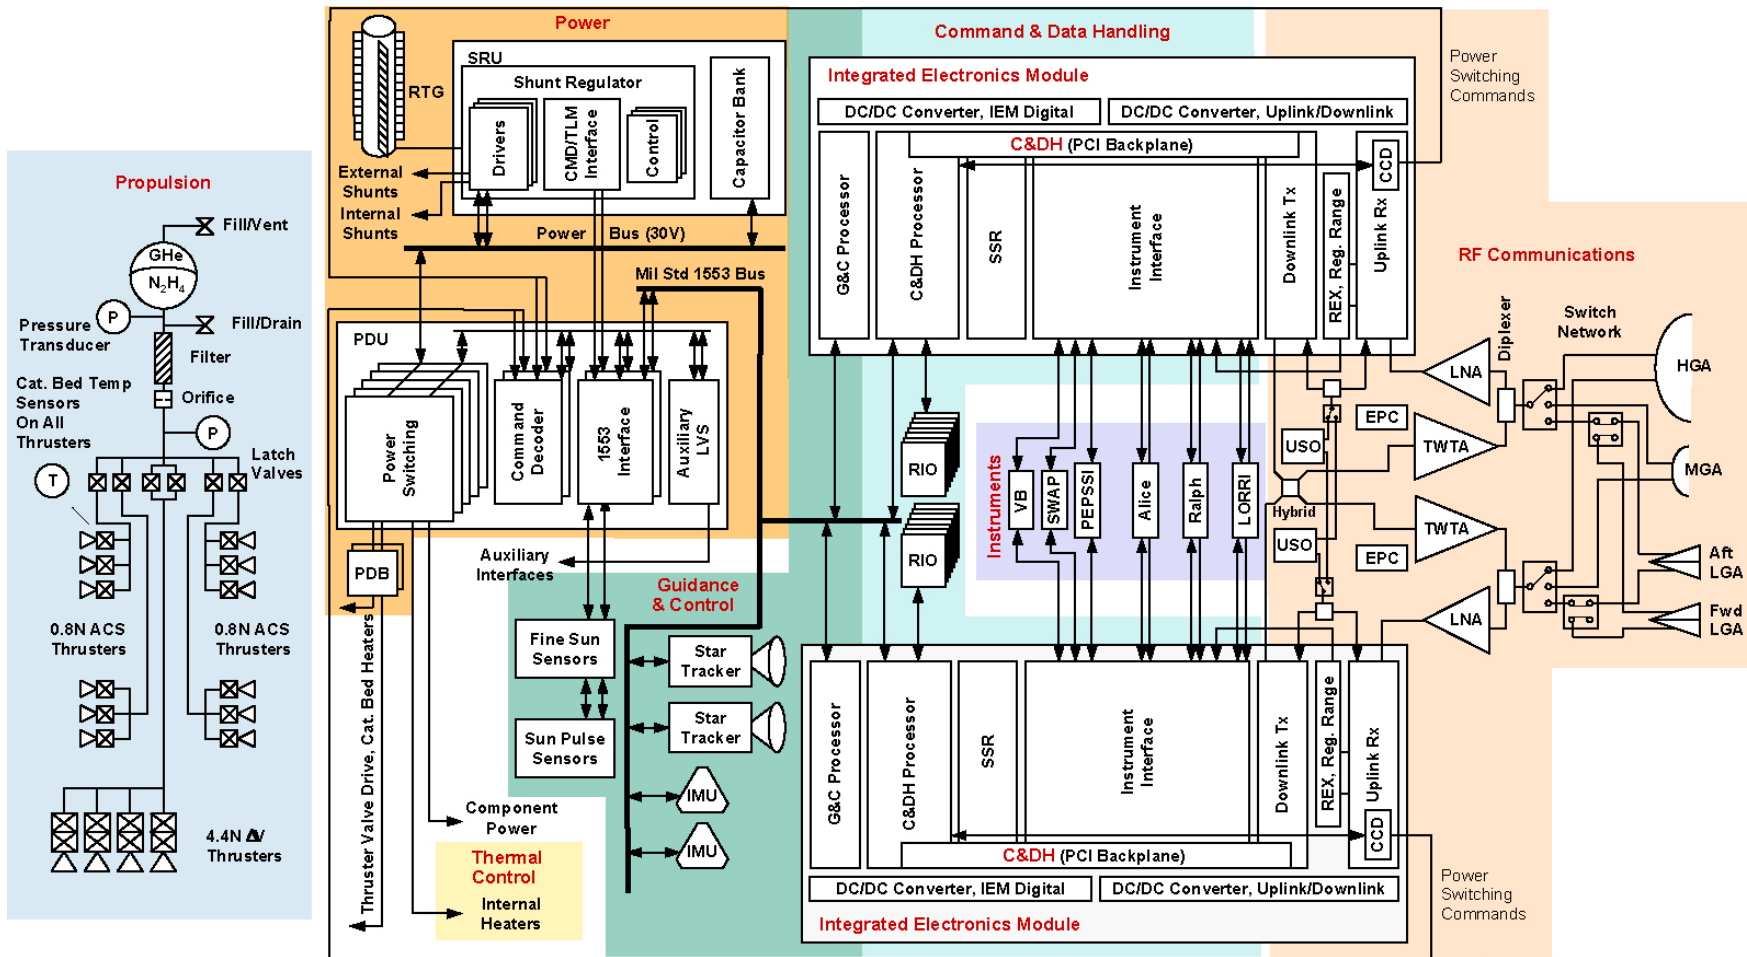 Propulsion
Fill/Vent
GHe
N2H4
P
Pressure
Transducer
Fill/Drain
Filter
Cat. Bed Temp
Sensors
On All
Thrusters
Orifice
P
T
Latch
Valves
0.8N ACS
Thrusters
0.8N ACS
Thrusters
4.4N ΔV
Thrusters
Power
RTG
SRU
Shunt Regulator
Drivers
CMD/TLM
Interface
Control
Capacitor Bank
External
Shunts
Internal
Shunts
Power Bus (30V)
Mil Std 1553 Bus
PDU
Power
Switching
Command
Decoder
1553
Interface
Auxiliary
LVS
PDB
Auxiliary
Interfaces
Thruster Valve Drive, Cat. Bed Heaters
Component
Power
Thermal
Control
Internal
Heaters
Guidance
& Control
Fine Sun
Sensors
Sun Pulse
Sensors
Star
Tracker
Star
Tracker
IMU
IMU
Command & Data Handling
Integrated Electronics Module
DC/DC Converter, IEM Digital
DC/DC Converter, Uplink/Downlink
C&DH (PCI Backplane)
G&C Processor
C&DH Processor
SSR
Instrument
Interface
Downlink Tx
REX, Reg. Range
Uplink Rx
CCD
RIO
RIO
Instruments
VB
SWAP
PEPSSI
Alice
Ralph
LORRI
G&C Processor
C&DH Processor
SSR
Instrument
Interface
Downlink Tx
REX, Reg. Range
Uplink Rx
CCD
C&DH (PCI Backplane)
DC/DC Converter, IEM Digital
DC/DC Converter, Uplink/Downlink
Integrated Electronics Module
Power
Switching
Commands
RF Communications
Diplexer
Switch
Network
LNA
HGA
EPC
USO
TWTA
MGA
Hybrid
TWTA
USO
EPC
Aft
LGA
LNA
Fwd
LGA
Power
Switching
Commands